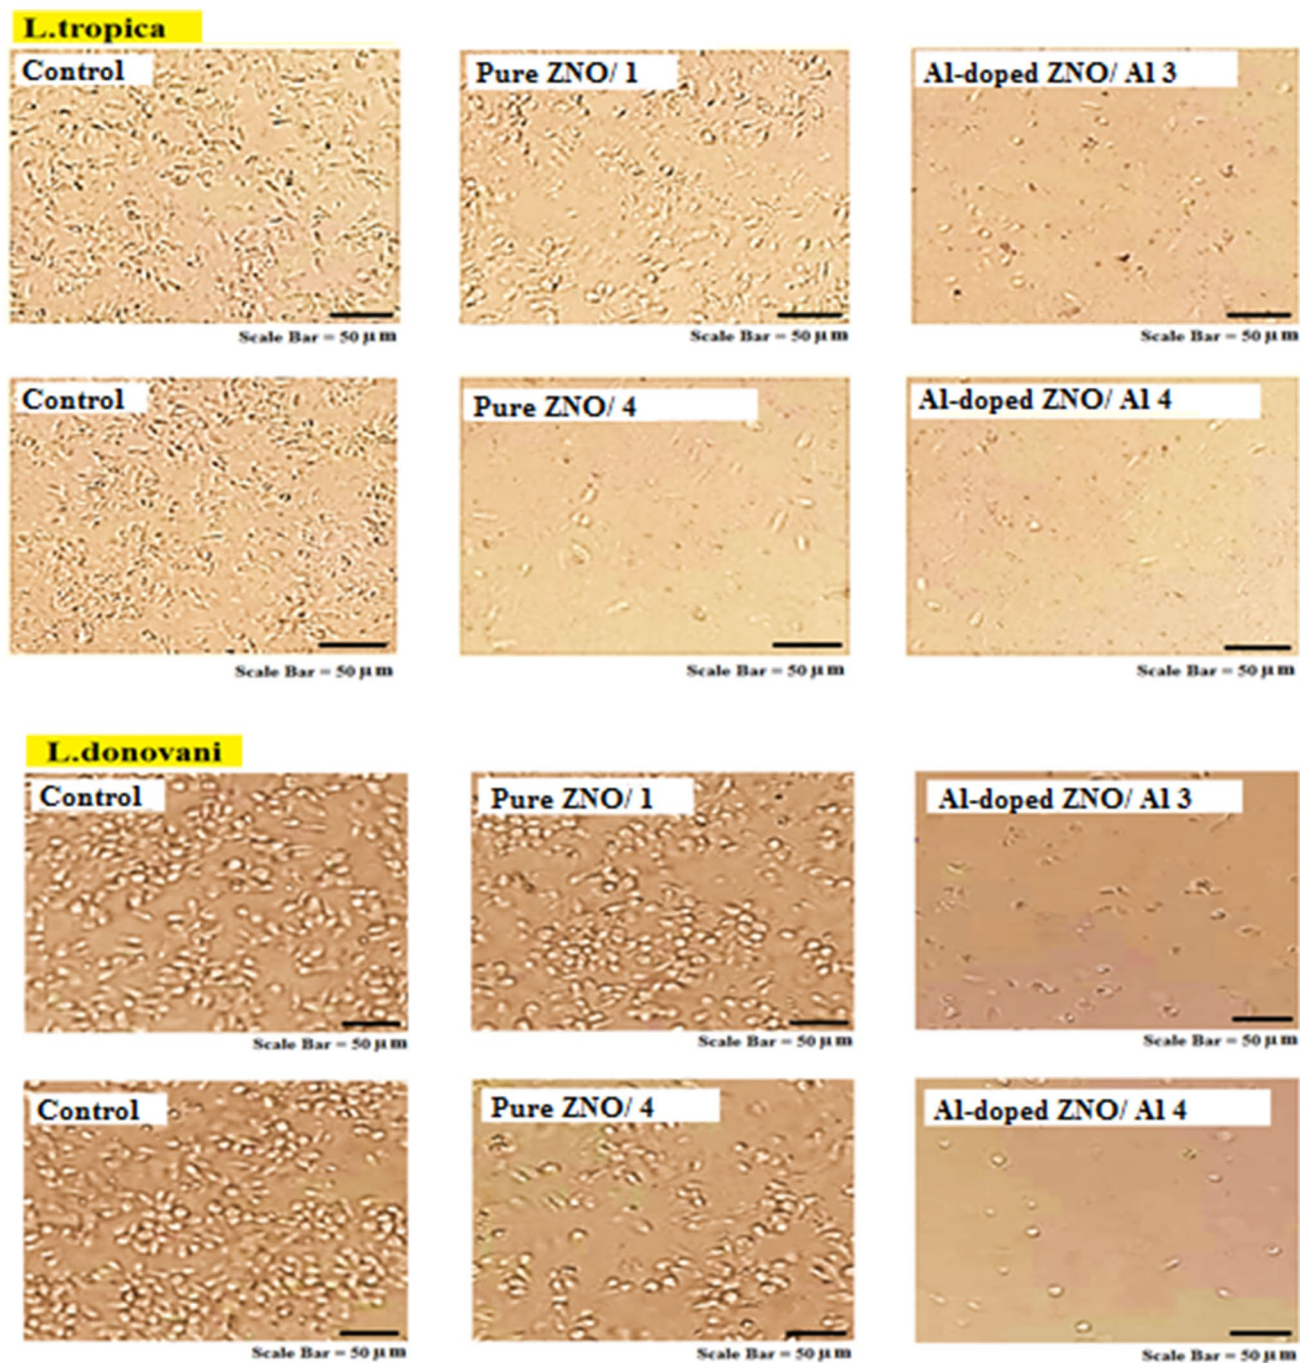 L.tropica
Control
Pure ZNO/ 1
Al-doped ZNO/ Al 3
Scale Bar = 50 μm
Scale Bar = 50 μm
Scale Bar = 50 μm
Control
Pure ZNO/ 4
Al-doped ZNO/ Al 4
Scale Bar = 50 μm
Scale Bar = 50 μm
Scale Bar = 50 μm
L.donovani
Control
Pure ZNO/ 1
Al-doped ZNO/ Al 3
Scale Bar = 50 μm
Scale Bar = 50 μm
Scale Bar = 50 μm
Control
Pure ZNO/ 4
Al-doped ZNO/ Al 4
Scale Bar = 50 μm
Scale Bar = 50 μm
Scale Bar = 50 μm